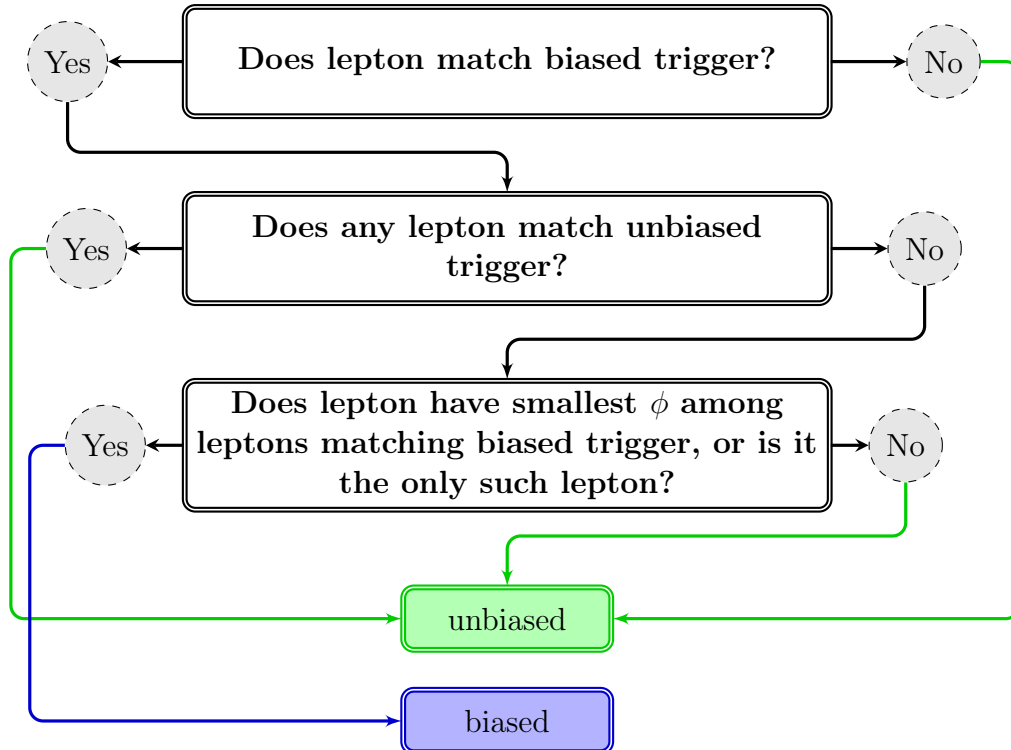 Yes
Does lepton match biased trigger?
No
Yes
Does any lepton match unbiased
trigger?
No
Yes
Does lepton have smallest ϕ among
leptons matching biased trigger, or is it
the only such lepton?
No
unbiased
biased